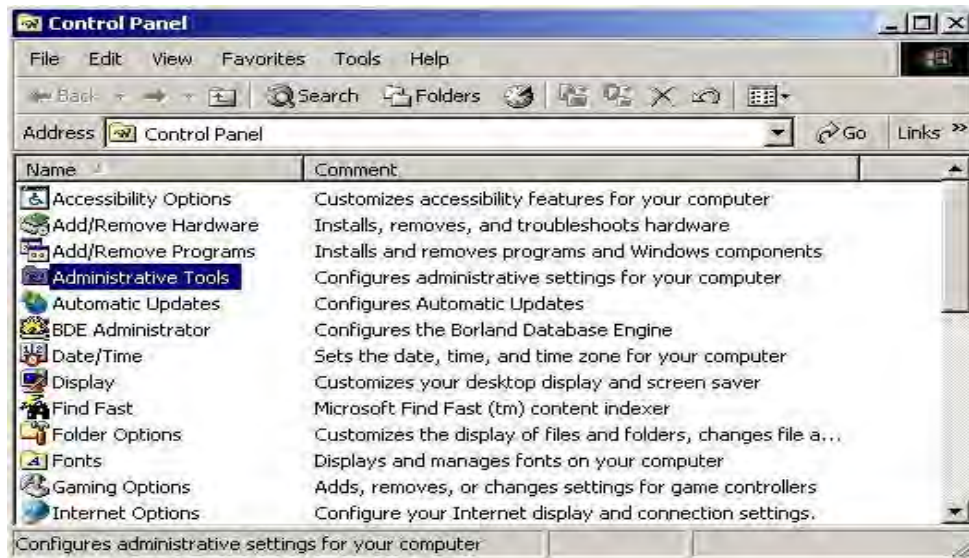 Control Panel
File Edit View Favorites Tools Help
Back Search Folders
Address Control Panel Go Links »
Name Comment
Accessibility Options Customizes accessibility features for your computer
Add/Remove Hardware Installs, removes, and troubleshoots hardware
Add/Remove Programs Installs and removes programs and Windows components
Administrative Tools Configures administrative settings for your computer
Automatic Updates Configures Automatic Updates
BDE Administrator Configures the Borland Database Engine
Date/Time Sets the date, time, and time zone for your computer
Display Customizes your desktop display and screen saver
Find Fast Microsoft Find Fast (tm) content indexer
Folder Options Customizes the display of files and folders, changes file a...
Fonts Displays and manages fonts on your computer
Gaming Options Adds, removes, or changes settings for game controllers
Internet Options Configure your Internet display and connection settings.
Configures administrative settings for your computer